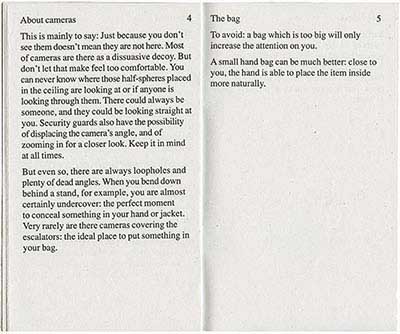 About cameras 4
This is mainly to say: Just because you don't
see them doesn't mean they are not here. Most
of cameras are there as a dissuasive decoy. But
don't let that make feel too comfortable. You
can never know where those half-spheres placed
in the ceiling are looking at or if anyone is
looking through them. There could always be
someone, and they could be looking straight at
you. Security guards also have the possibility
of displacing the camera's angle, and of
zooming in for a closer look. Keep it in mind
at all times.
But even so, there are always loopholes and
plenty of dead angles. When you bend down
behind a stand, for example, you are almost
certainly undercover: the perfect moment
to conceal something in your hand or jacket.
Very rarely are there cameras covering the
escalators: the ideal place to put something in
your bag.
The bag 5
To avoid: a bag which is too big will only
increase the attention on you.
A small hand bag can be much better: close to
you, the hand is able to place the item inside
more naturally.